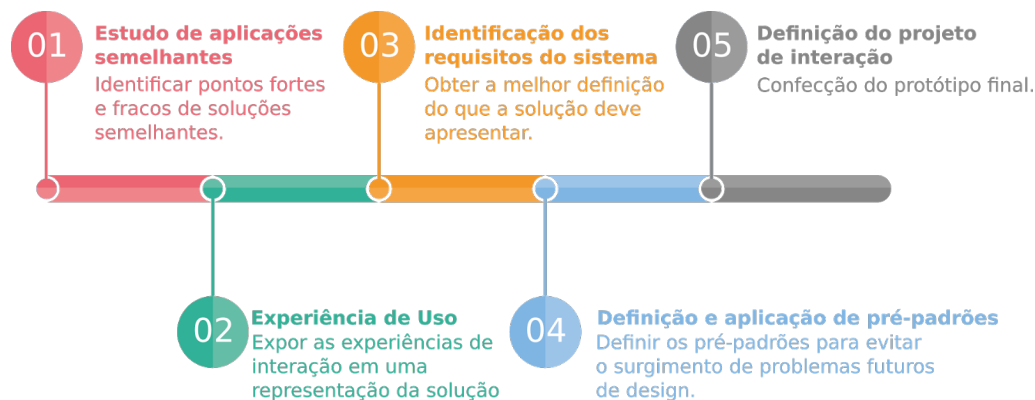 01
Estudo de aplicações
semelhantes
Identificar pontos fortes
e fracos de soluções
semelhantes.
02
Experiência de Uso
Expor as experiências de
interação em uma
representação da solução
03
Identificação dos
requisitos do sistema
Obter a melhor definição
do que a solução deve
apresentar.
04
Definição e aplicação de pré-padrões
Definir os pré-padrões para evitar
o surgimento de problemas futuros
de design.
05
Definição do projeto
de interação
Confecção do protótipo final.